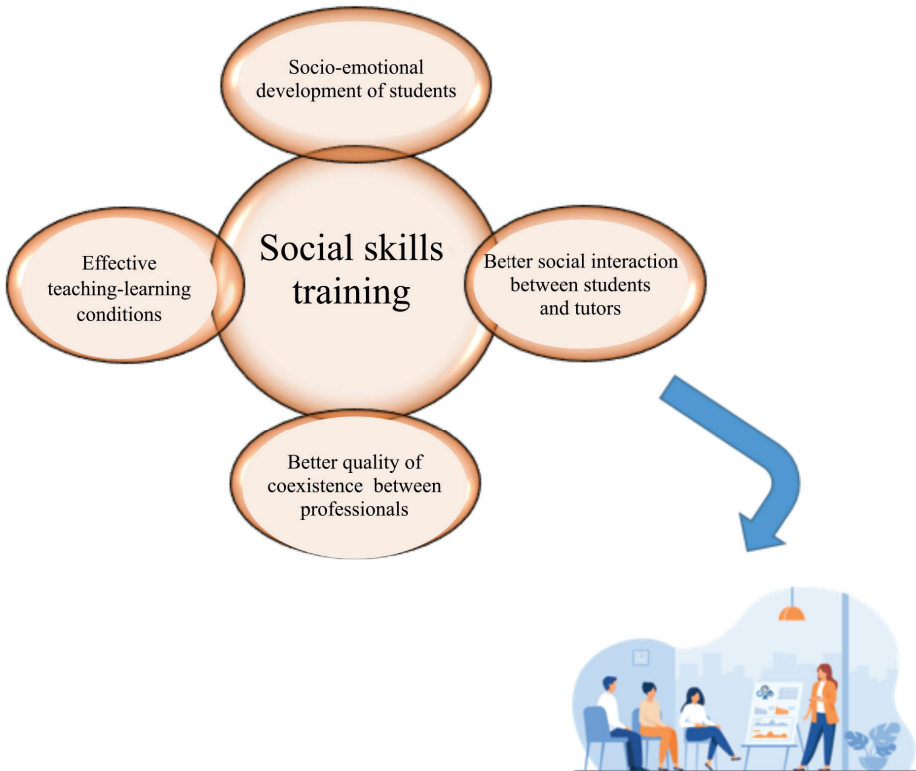 Socio-emotional
development of students
Social skills
training
Effective
teaching-learning
conditions
Better social interaction
between students
and tutors
Better quality of
coexistence between
professionals